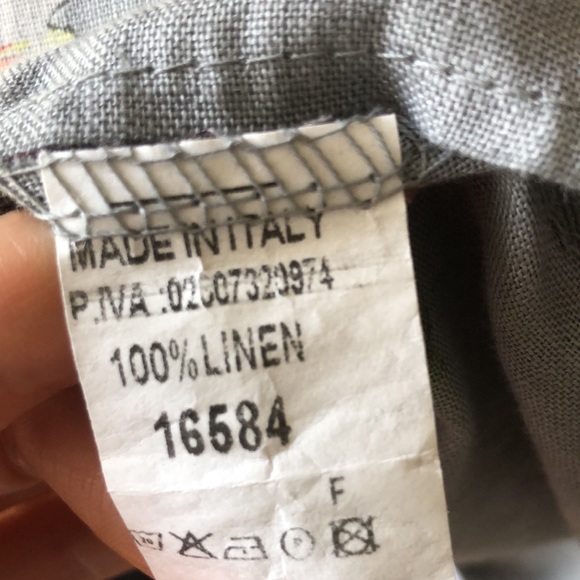 MADE IN ITALY
P.IVA :02007320974
100%LINEN
16584
F